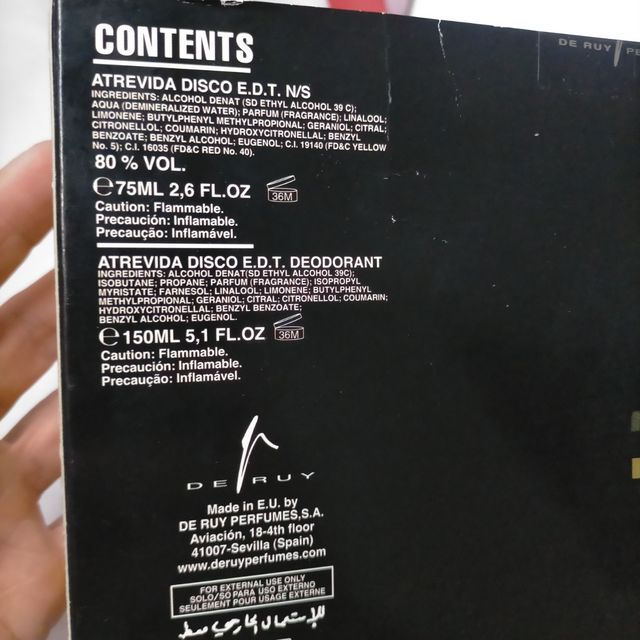 DE RUY
CONTENTS
ATREVIDA DISCO E.D.T. N/S
INGREDIENTS: ALCOHOL DENAT (SD ETHYL ALCOHOL 39 C);
AQUA (DEMINERALIZED WATER); PARFUM (FRAGRANCE); LINALOOL;
LIMONENE; BUTYLPHENYL METHYLPROPIONAL; GERANIOL; CITRAL;
CITRONELLOL; COUMARIN; HYDROXYCITRONELLAL; BENZYL
BENZOATE; BENZYL ALCOHOL; EUGENOL; C.I. 19140 (FD&C YELLOW
No. 5); C.I. 16035 (FD&C RED No. 40).
80 % VOL.
℮75ML 2,6 FL.OZ 36M
Caution: Flammable.
Precaución: Inflamable.
Precaução: Inflamável.
ATREVIDA DISCO E.D.T. DEODORANT
INGREDIENTS: ALCOHOL DENAT(SD ETHYL ALCOHOL 39C);
ISOBUTANE; PROPANE; PARFUM (FRAGRANCE); ISOPROPYL
MYRISTATE; FARNESOL; LINALOOL; LIMONENE; BUTYLPHENYL
METHYLPROPIONAL; GERANIOL; CITRAL; CITRONELLOL; COUMARIN;
HYDROXYCITRONELLAL; BENZYL BENZOATE;
BENZYL ALCOHOL; EUGENOL.
℮150ML 5,1 FL.OZ 36M
Caution: Flammable.
Precaución: Inflamable.
Precaução: Inflamável.
DE RUY
Made in E.U. by
DE RUY PERFUMES,S.A.
Aviación, 18-4th floor
41007-Sevilla (Spain)
www.deruyperfumes.com
FOR EXTERNAL USE ONLY
SOLO/SÓ PARA USO EXTERNO
SEULEMENT POUR USAGE EXTERNE
للإستعمال الخارجي فقط